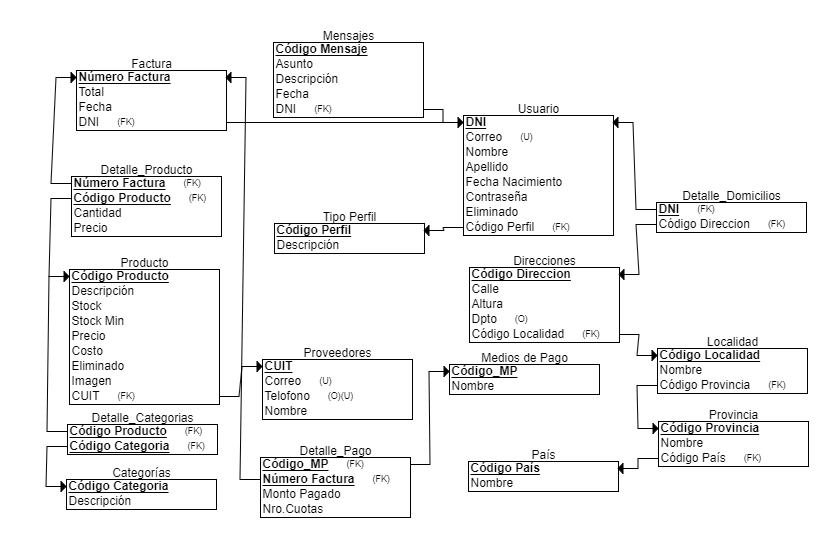 Mensajes
Código Mensaje
Asunto
Descripción
Fecha
DNI (FK)
Factura
Número Factura
Total
Fecha
DNI (FK)
Usuario
DNI
Correo (U)
Nombre
Apellido
Fecha Nacimiento
Contraseña
Eliminado
Código Perfil (FK)
Detalle_Producto
Número Factura (FK)
Código Producto (FK)
Cantidad
Precio
Tipo Perfil
Código Perfil
Descripción
Detalle_Domicilios
DNI (FK)
Código Direccion (FK)
Producto
Código Producto
Descripción
Stock
Stock Min
Precio
Costo
Eliminado
Imagen
CUIT (FK)
Direcciones
Código Direccion
Calle
Altura
Dpto (O)
Código Localidad (FK)
Proveedores
CUIT
Correo (U)
Telofono (O)(U)
Nombre
Medios de Pago
Código_MP
Nombre
Localidad
Código Localidad
Nombre
Código Provincia (FK)
Detalle_Categorias
Código Producto (FK)
Código Categoria (FK)
Detalle_Pago
Código_MP (FK)
Número Factura (FK)
Monto Pagado
Nro.Cuotas
Provincia
Código Provincia
Nombre
Código País (FK)
Categorías
Código Categoria
Descripción
País
Código País
Nombre